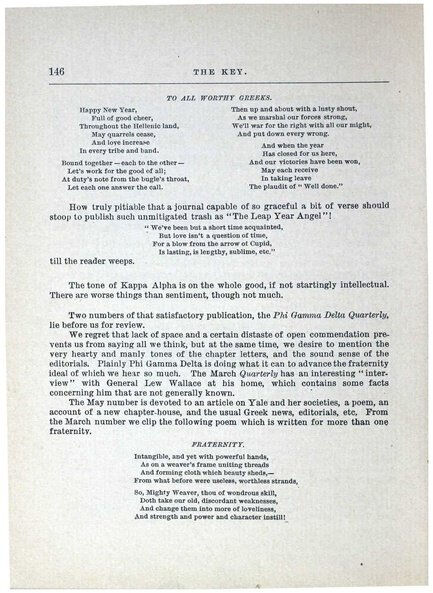 146
THE KEY.
TO ALL WORTHY GREEKS.
Happy New Year,
Full of good cheer,
Throughout the Hellenic land,
May quarrels cease,
And love increase
In every tribe and band.
Bound together—each to the other—
Let's work for the good of all;
At duty's note from the bugle's throat,
Let each one answer the call.
Then up and about with a lusty shout,
As we marshal our forces strong,
We'll war for the right with all our might,
And put down every wrong.
And when the year
Has closed for us here,
And our victories have been won,
May each receive
In taking leave
The plaudit of "Well done."
How truly pitiable that a journal capable of so graceful a bit of verse should
stoop to publish such unmitigated trash as "The Leap Year Angel"!
"We've been but a short time acquainted,
But love isn't a question of time,
For a blow from the arrow of Cupid,
Is lasting, is lengthy, sublime, etc."
till the reader weeps.
The tone of Kappa Alpha is on the whole good, if not startingly intellectual.
There are worse things than sentiment, though not much.
Two numbers of that satisfactory publication, the Phi Gamma Delta Quarterly,
lie before us for review.
We regret that lack of space and a certain distaste of open commendation pre-
vents us from saying all we think, but at the same time, we desire to mention the
very hearty and manly tones of the chapter letters, and the sound sense of the
editorials. Plainly Phi Gamma Delta is doing what it can to advance the fraternity
ideal of which we hear so much. The March Quarterly has an interesting "inter-
view" with General Lew Wallace at his home, which contains some facts
concerning him that are not generally known.
The May number is devoted to an article on Yale and her societies, a poem, an
account of a new chapter-house, and the usual Greek news, editorials, etc, From
the March number we clip the following poem which is written for more than one
fraternity.
FRATERNITY.
Intangible, and yet with powerful hands,
As on a weaver's frame uniting threads
And forming cloth which beauty sheds,—
From what before were useless, worthless strands,
So, Mighty Weaver, thou of wondrous skill,
Doth take our old, discordant weaknesses,
And change them into more of loveliness,
And strength and power and character instill!